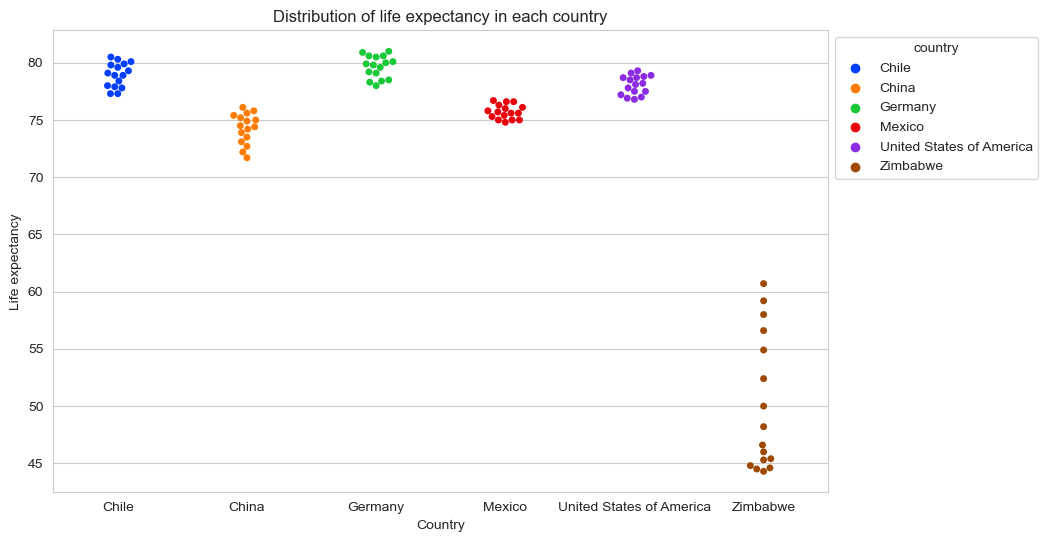 Distribution of life expectancy in each country
country
Chile
China
Germany
Mexico
United States of America
Zimbabwe
Life expectancy
80
75
70
65
60
55
50
45
Chile China Germany Mexico United States of America Zimbabwe
Country